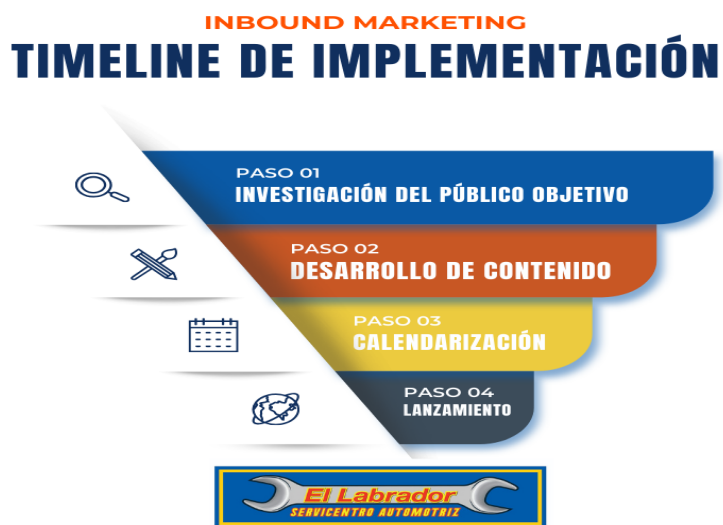 INBOUND MARKETING
TIMELINE DE IMPLEMENTACIÓN
PASO 01
INVESTIGACIÓN DEL PÚBLICO OBJETIVO
PASO 02
DESARROLLO DE CONTENIDO
PASO 03
CALENDARIZACIÓN
PASO 04
LANZAMIENTO
El Labrador
SERVICENTRO AUTOMOTRIZ